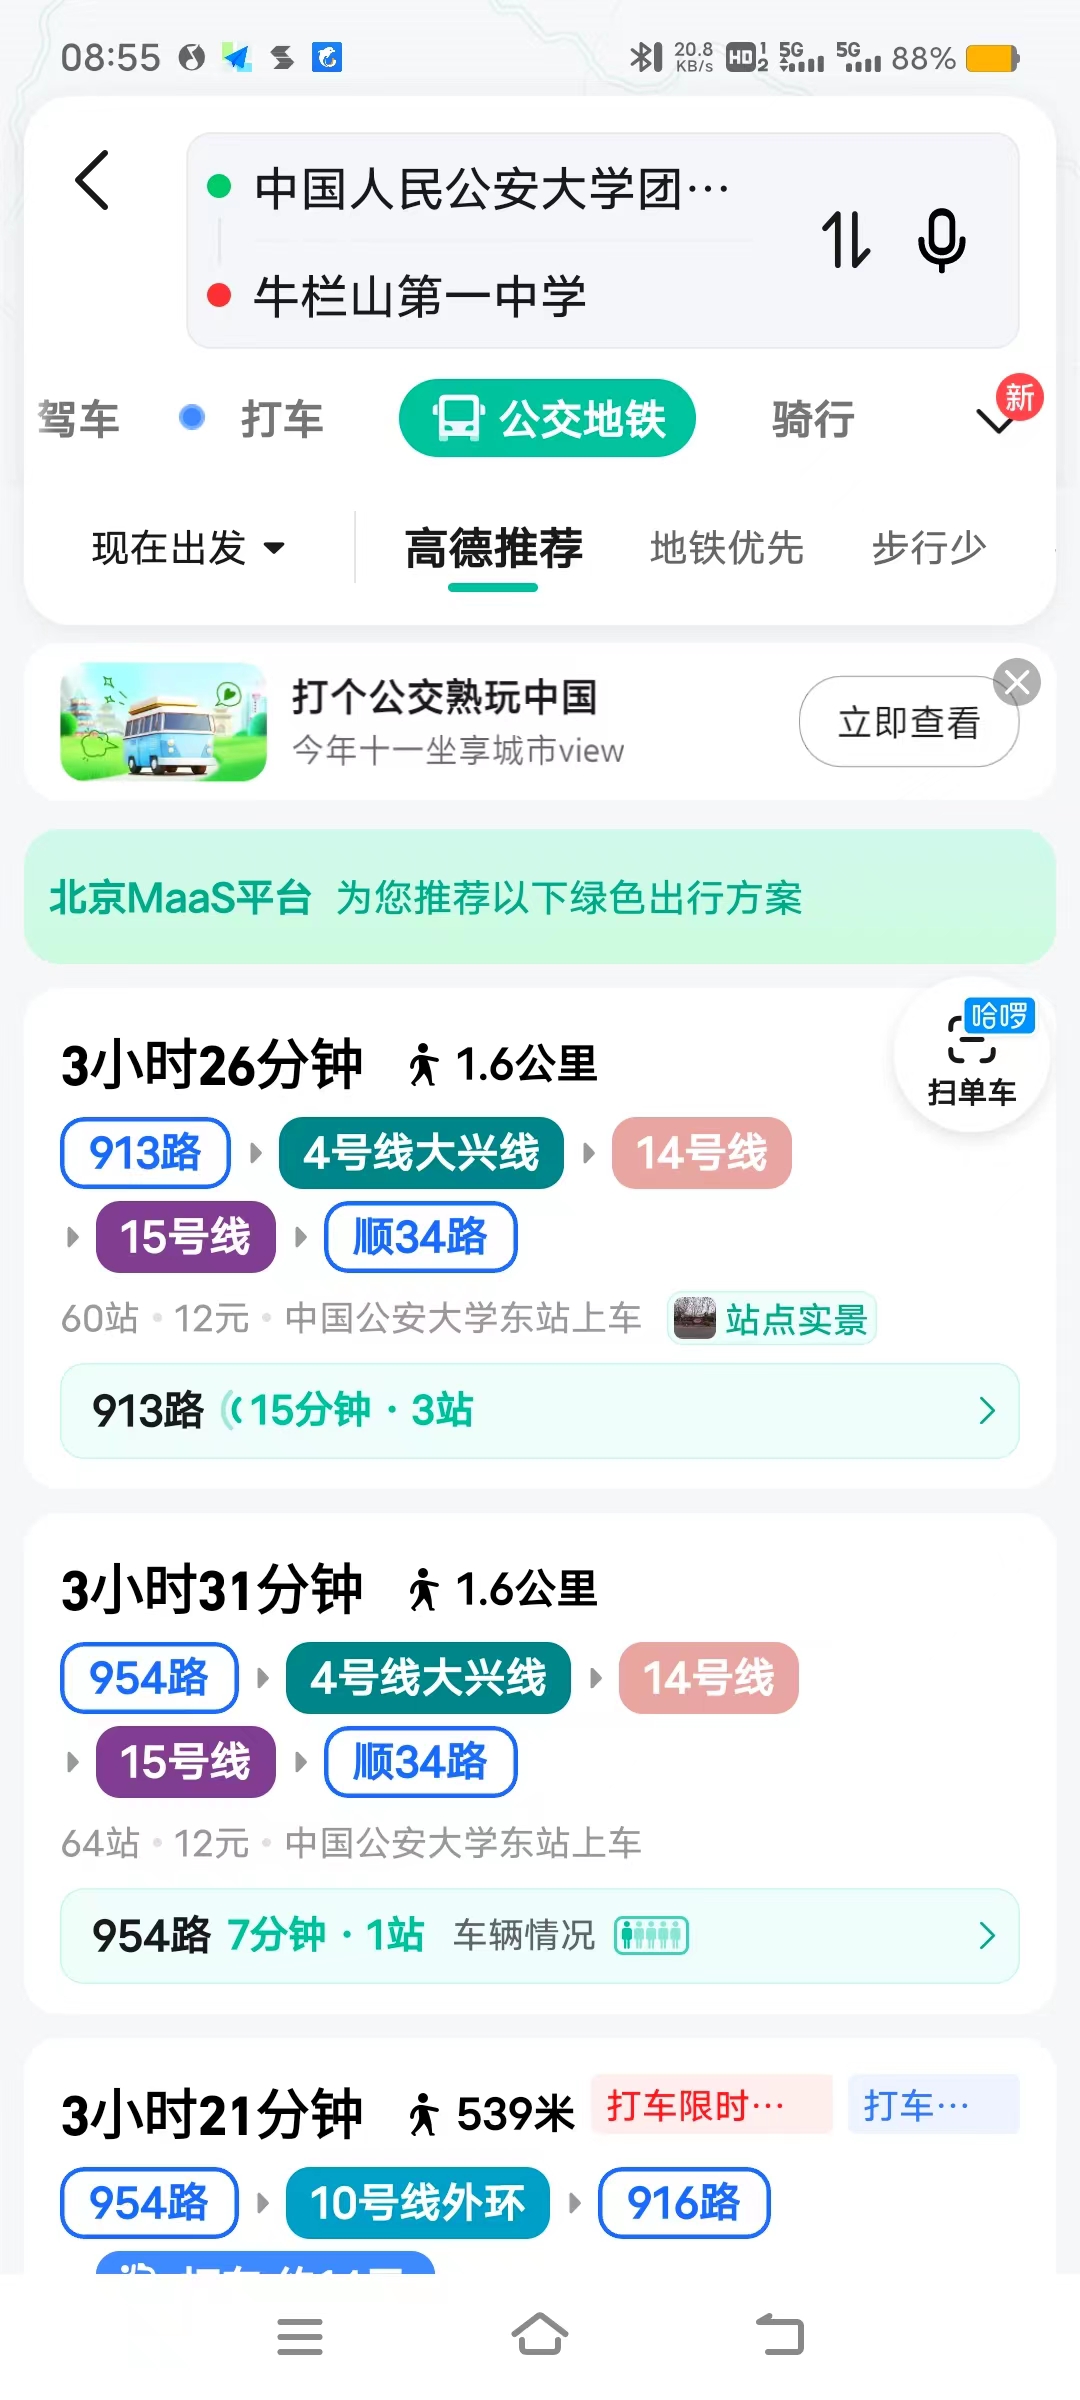 08:55 20.8 KB/s HD 1 2 5G 5G 88%
中国人民公安大学团…
牛栏山第一中学
驾车 打车 公交地铁 骑行 新
现在出发 高德推荐 地铁优先 步行少
打个公交熟玩中国
今年十一坐享城市view
立即查看
北京MaaS平台 为您推荐以下绿色出行方案
哈啰
扫单车
3小时26分钟 1.6公里
913路 4号线大兴线 14号线
15号线 顺34路
60站·12元·中国公安大学东站上车 站点实景
913路 15分钟·3站
3小时31分钟 1.6公里
954路 4号线大兴线 14号线
15号线 顺34路
64站·12元·中国公安大学东站上车
954路 7分钟·1站 车辆情况
3小时21分钟 539米 打车限时… 打车…
954路 10号线外环 916路